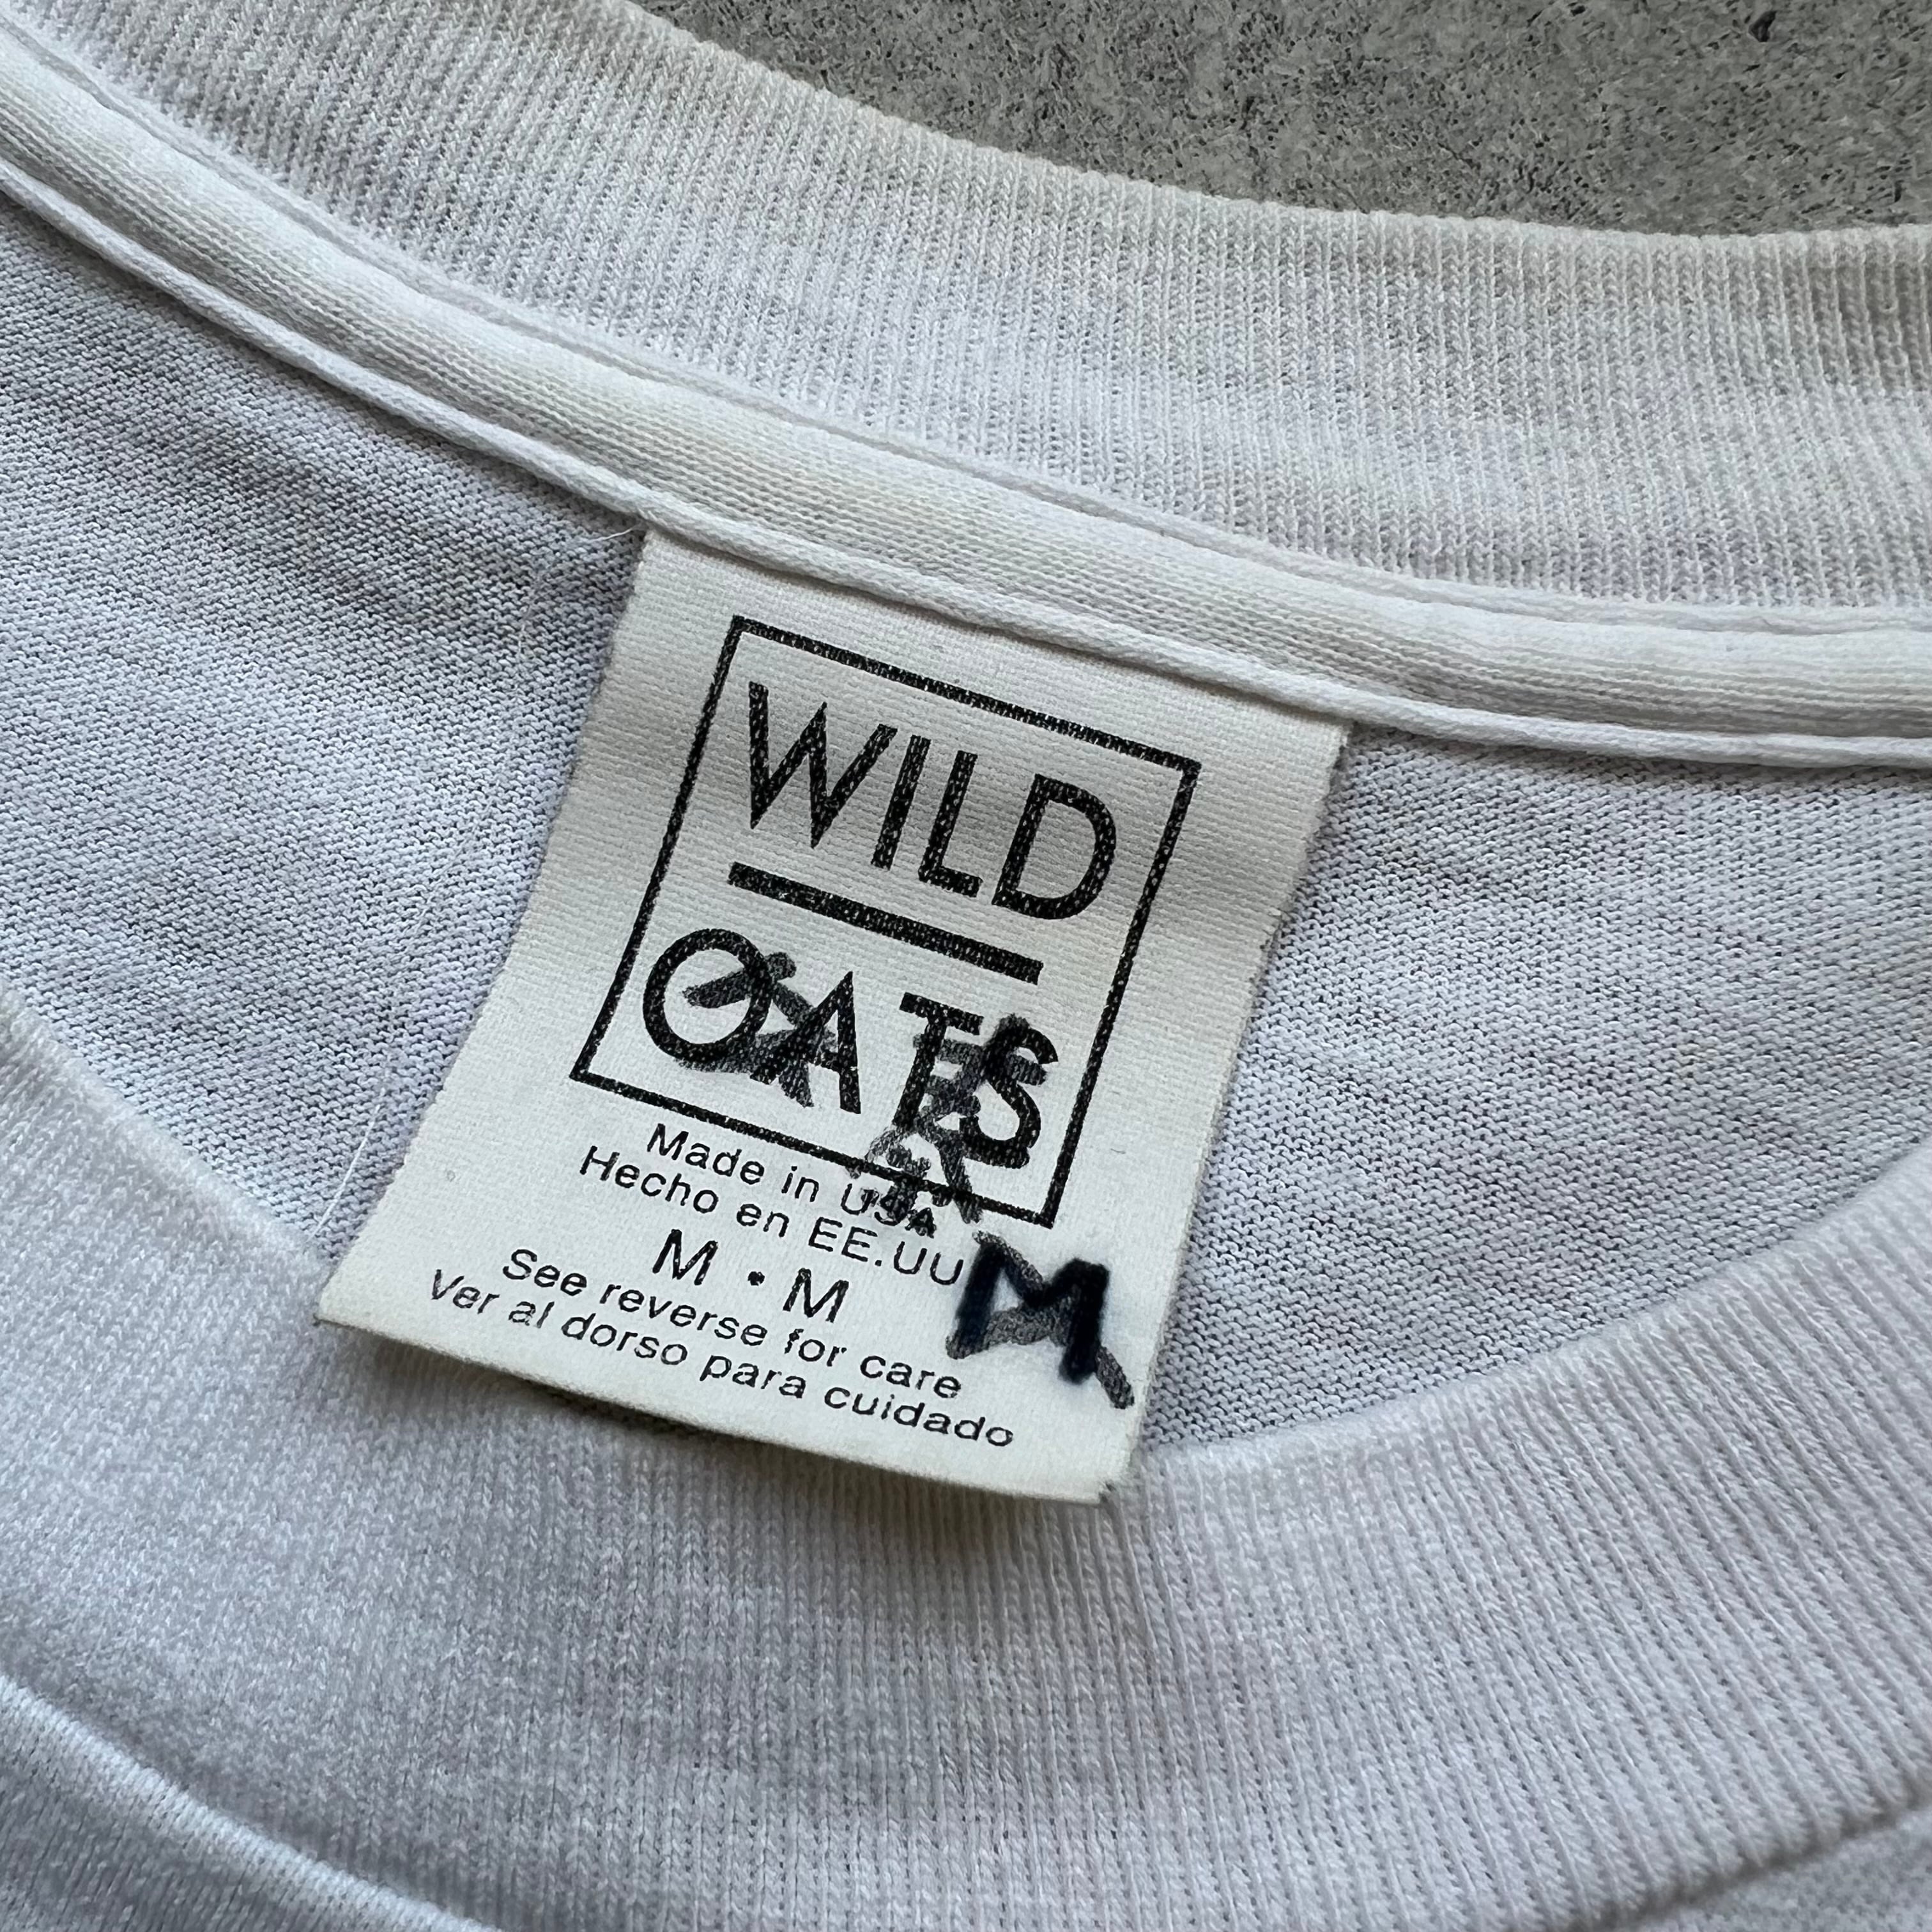 WILD
OATS
Made in USA
Hecho en EE.UU
M • M
M
See reverse for care
Ver al dorso para cuidado